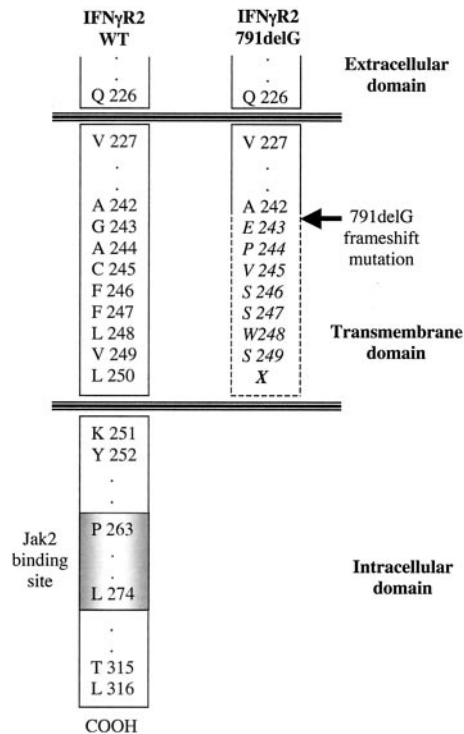 IFNγR2
WT
IFNγR2
791delG
Extracellular
domain
Q 226
Q 226
V 227
V 227
A 242
G 243
A 244
C 245
F 246
F 247
L 248
V 249
L 250
A 242
E 243
P 244
V 245
S 246
S 247
W248
S 249
X
791delG
frameshift
mutation
Transmembrane
domain
K 251
Y 252
Jak2
binding
site
P 263
L 274
Intracellular
domain
T 315
L 316
COOH